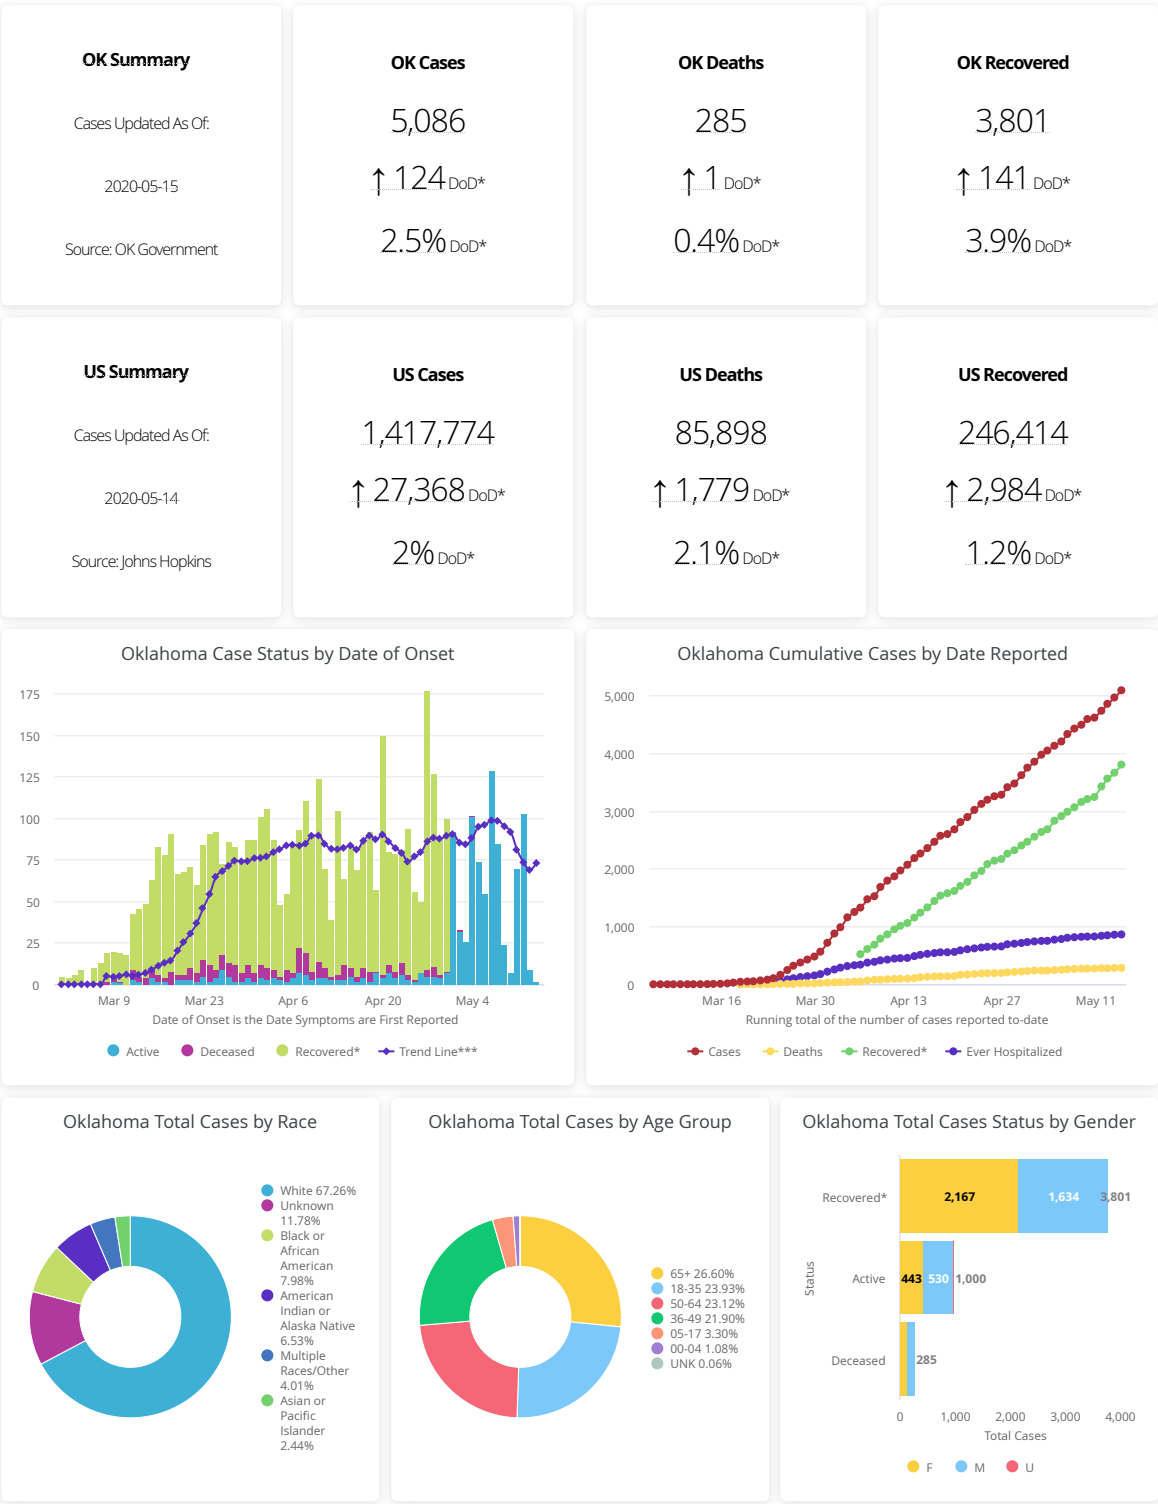 OK Summary
Cases Updated As Of:
2020-05-15
Source: OK Government
OK Cases
5,086
↑ 124 DoD*
2.5% DoD*
OK Deaths
285
↑ 1 DoD*
0.4% DoD*
OK Recovered
3,801
↑ 141 DoD*
3.9% DoD*
US Summary
Cases Updated As Of:
2020-05-14
Source: Johns Hopkins
US Cases
1,417,774
↑ 27,368 DoD*
2% DoD*
US Deaths
85,898
↑ 1,779 DoD*
2.1% DoD*
US Recovered
246,414
↑ 2,984 DoD*
1.2% DoD*
Oklahoma Case Status by Date of Onset
175
150
125
100
75
50
25
0
Mar 9 Mar 23 Apr 6 Apr 20 May 4
Date of Onset is the Date Symptoms are First Reported
Active Deceased Recovered* Trend Line***
Oklahoma Cumulative Cases by Date Reported
5,000
4,000
3,000
2,000
1,000
0
Mar 16 Mar 30 Apr 13 Apr 27 May 11
Running total of the number of cases reported to-date
Cases Deaths Recovered* Ever Hospitalized
Oklahoma Total Cases by Race
White 67.26%
Unknown
11.78%
Black or
African
American
7.98%
American
Indian or
Alaska Native
6.53%
Multiple
Races/Other
4.01%
Asian or
Pacific
Islander
2.44%
Oklahoma Total Cases by Age Group
65+ 26.60%
18-35 23.93%
50-64 23.12%
36-49 21.90%
05-17 3.30%
00-04 1.08%
UNK 0.06%
Oklahoma Total Cases Status by Gender
Status
Recovered* 2,167 1,634 3,801
Active 443 530 1,000
Deceased 285
0 1,000 2,000 3,000 4,000
Total Cases
F M U